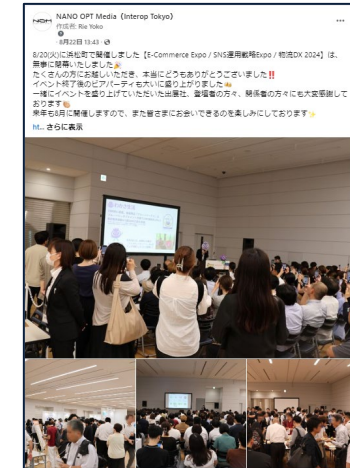 NANO OPT Media (Interop Tokyo)
作成者: Rie Yoko
8月22日 13:43
8/20(火)に浜松町で開催しました【E-Commerce Expo / SNS運用戦略Expo / 物流DX 2024】は、
無事に閉幕いたしました🎉
たくさんの方にお越しいただき、本当にどうもありがとうございました‼
イベント終了後のビアパーティも大いに盛り上がりました🍻
一緒にイベントを盛り上げていただいた出展社、登壇者の方々、関係者の方々にも大変感謝して
おります👏
来年も8月に開催しますので、また皆さまにお会いできるのを楽しみにしております✨
ht... さらに表示